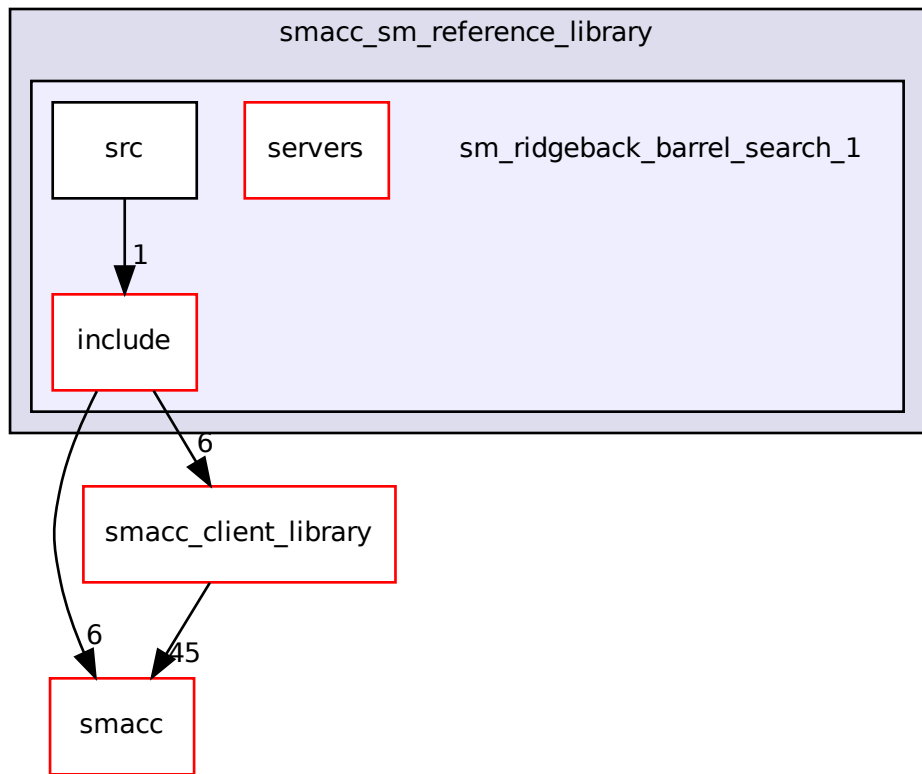 smacc_sm_reference_library
src
servers
sm_ridgeback_barrel_search_1
1
include
6
smacc_client_library
6
45
smacc